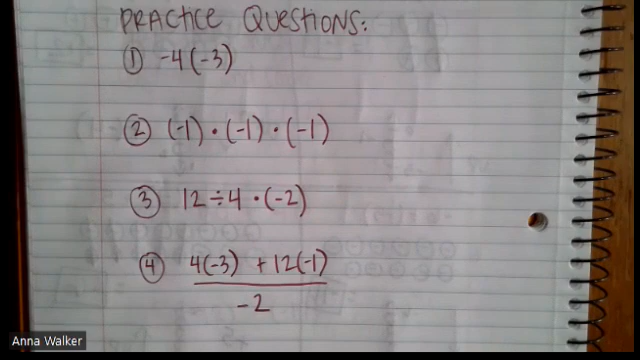 PRACTICE QUESTIONS:
① -4(-3)
② (-1) • (-1) • (-1)
③ 12 ÷ 4 • (-2)
④ 4(-3) + 12(-1)
-2
Anna Walker